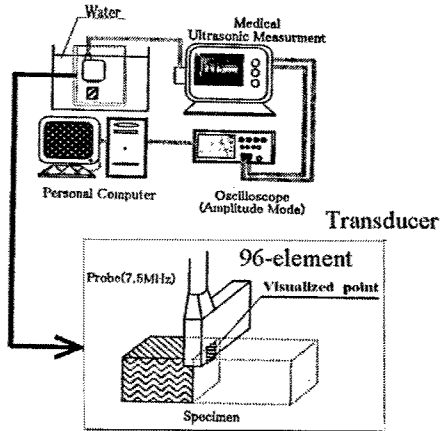 Water
Medical
Ultrasonic Measurment
Personal Computer
Oscilloscope
(Amplitude Mode)
Transducer
96-element
Probe(7.5MHz)
Visualized point
Specimen